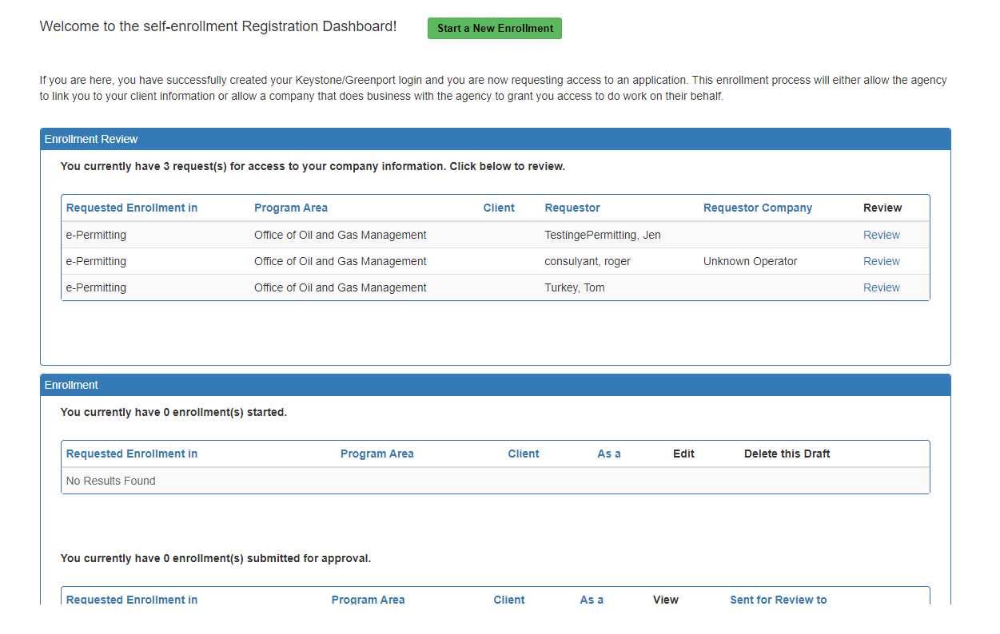 Welcome to the self-enrollment Registration Dashboard! Start a New Enrollment
If you are here, you have successfully created your Keystone/Greenport login and you are now requesting access to an application. This enrollment process will either allow the agency
to link you to your client information or allow a company that does business with the agency to grant you access to do work on their behalf.
Enrollment Review
You currently have 3 request(s) for access to your company information. Click below to review.
Requested Enrollment in Program Area Client Requestor Requestor Company Review
e-Permitting Office of Oil and Gas Management TestingePermitting, Jen Review
e-Permitting Office of Oil and Gas Management consulyant, roger Unknown Operator Review
e-Permitting Office of Oil and Gas Management Turkey, Tom Review
Enrollment
You currently have 0 enrollment(s) started.
Requested Enrollment in Program Area Client As a Edit Delete this Draft
No Results Found
You currently have 0 enrollment(s) submitted for approval.
Requested Enrollment in Program Area Client As a View Sent for Review to